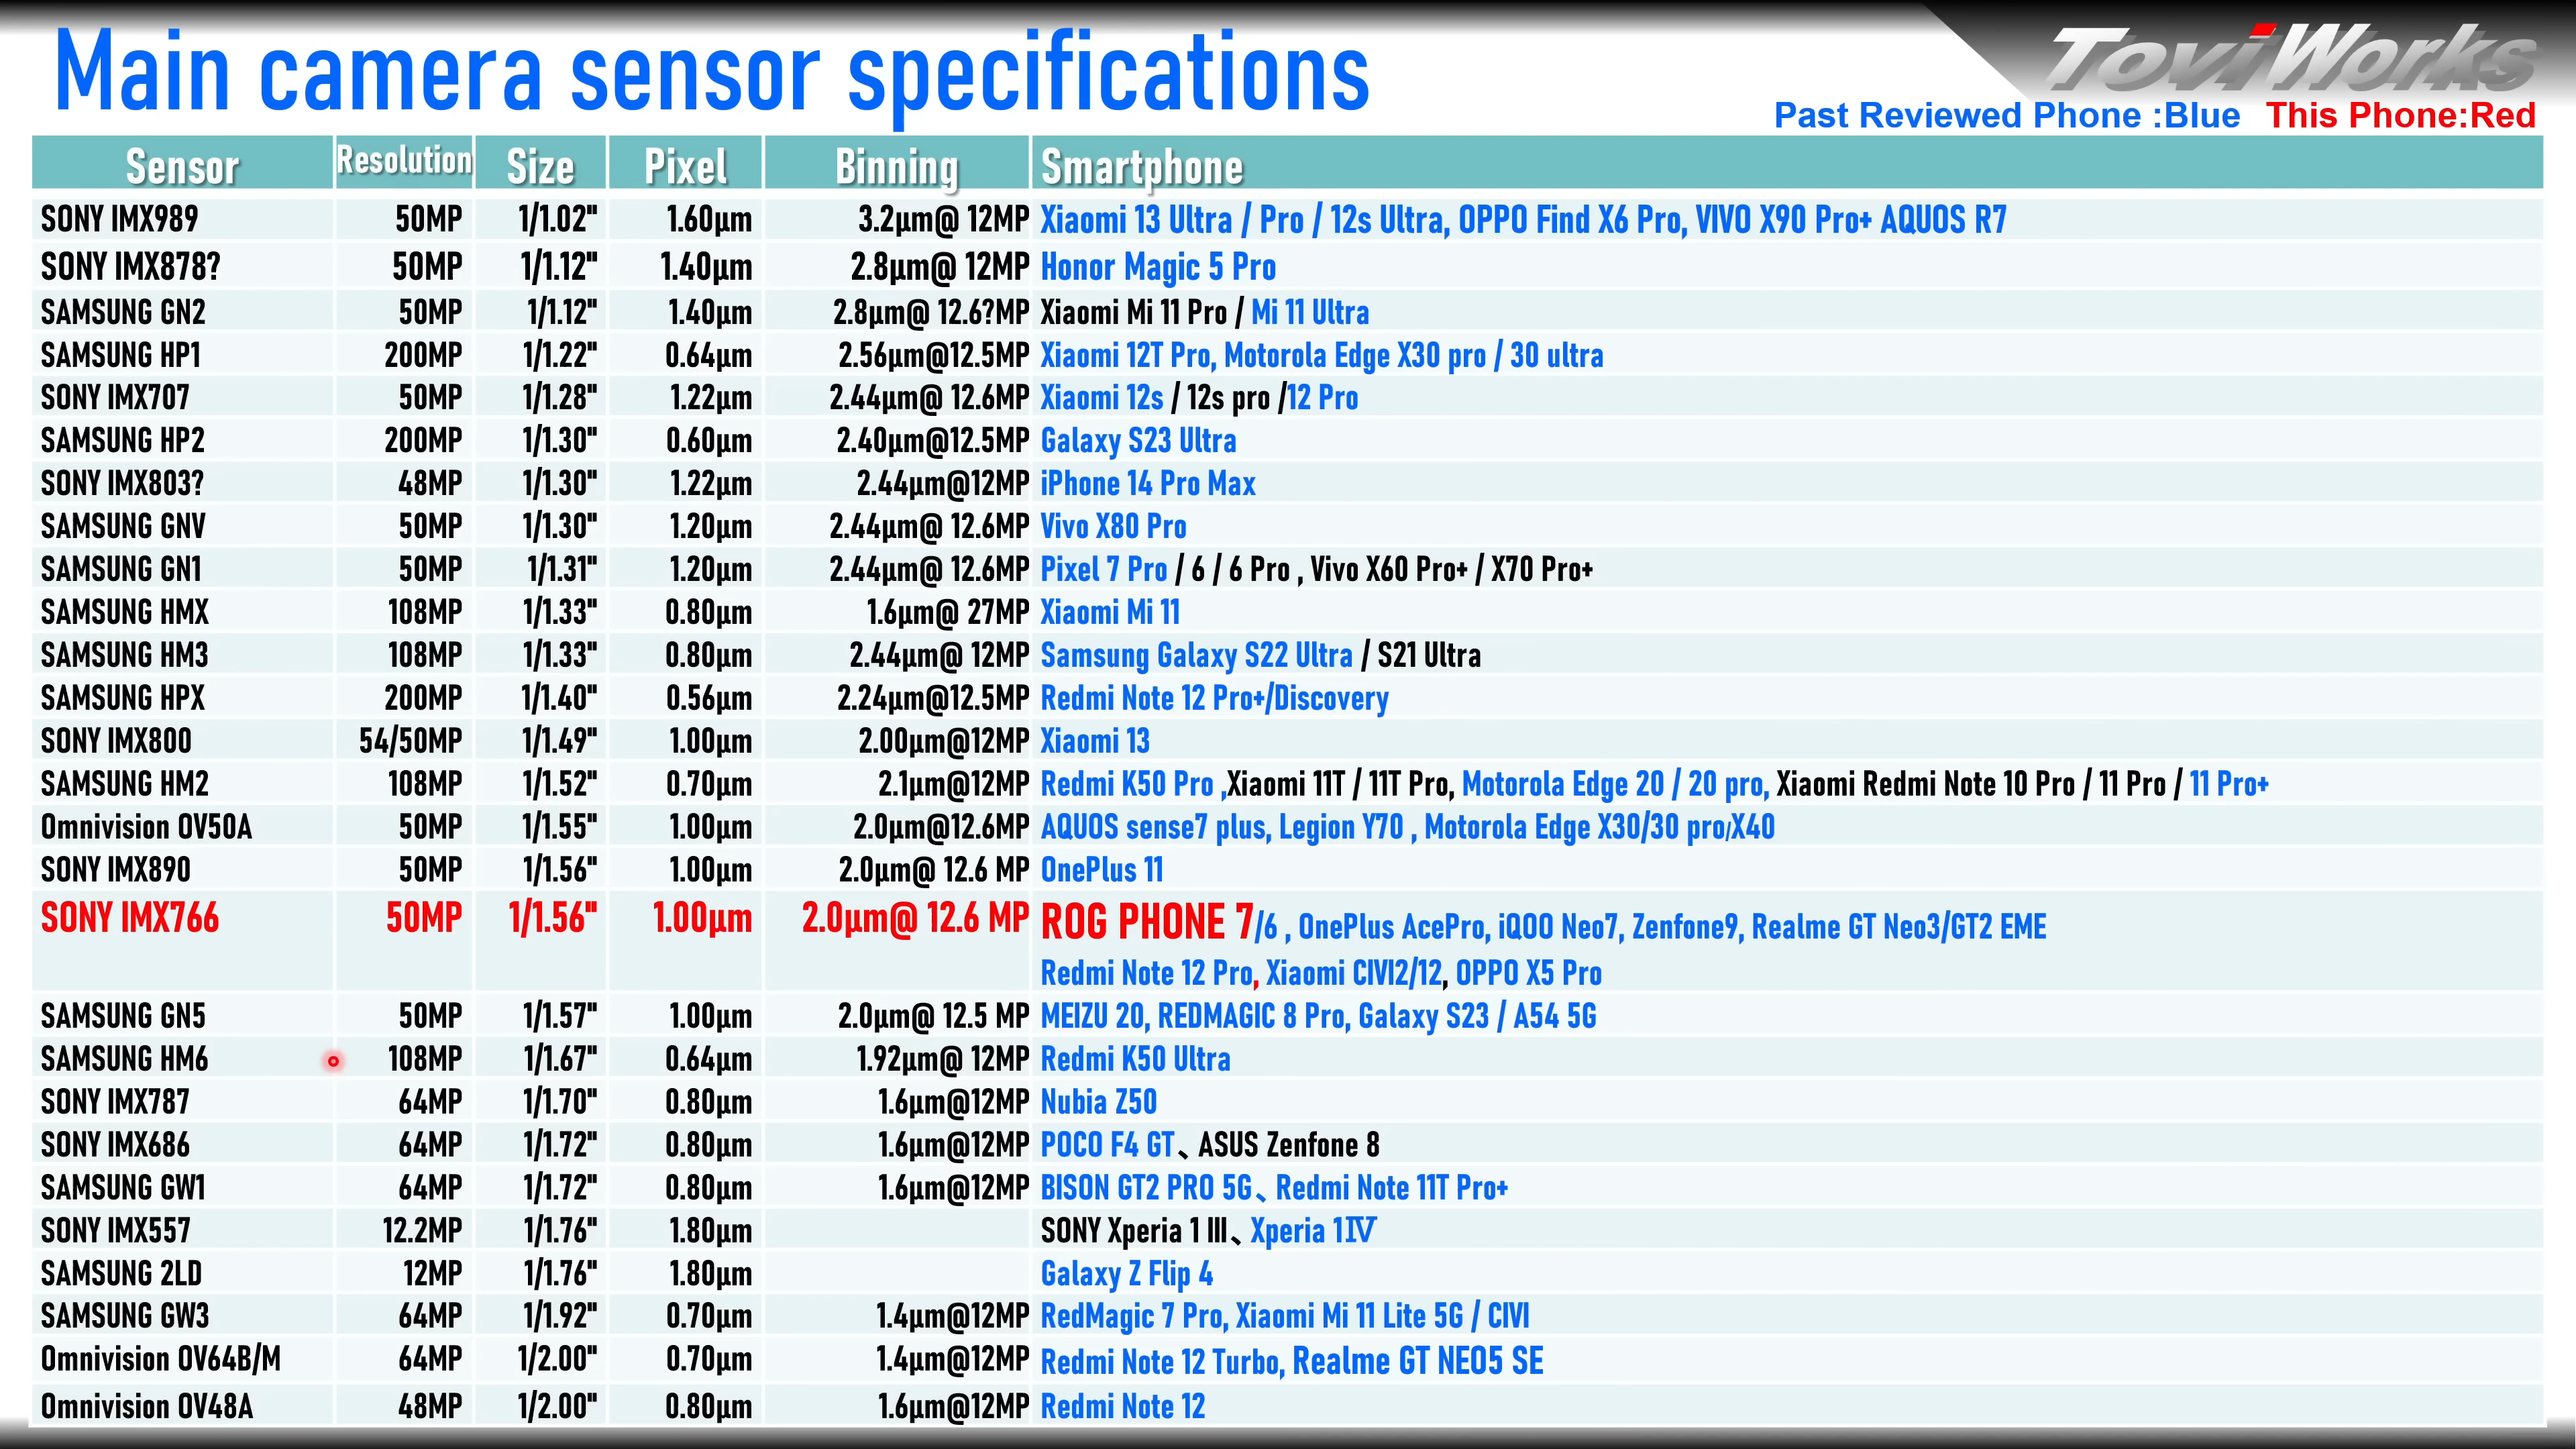 Main camera sensor specifications
ToviWorks
Past Reviewed Phone :Blue This Phone:Red
Sensor Resolution Size Pixel Binning Smartphone
SONY IMX989 50MP 1/1.02" 1.60µm 3.2µm@ 12MP Xiaomi 13 Ultra / Pro / 12s Ultra, OPPO Find X6 Pro, VIVO X90 Pro+ AQUOS R7
SONY IMX878? 50MP 1/1.12" 1.40µm 2.8µm@ 12MP Honor Magic 5 Pro
SAMSUNG GN2 50MP 1/1.12" 1.40µm 2.8µm@ 12.6?MP Xiaomi Mi 11 Pro / Mi 11 Ultra
SAMSUNG HP1 200MP 1/1.22" 0.64µm 2.56µm@12.5MP Xiaomi 12T Pro, Motorola Edge X30 pro / 30 ultra
SONY IMX707 50MP 1/1.28" 1.22µm 2.44µm@ 12.6MP Xiaomi 12s / 12s pro /12 Pro
SAMSUNG HP2 200MP 1/1.30" 0.60µm 2.40µm@12.5MP Galaxy S23 Ultra
SONY IMX803? 48MP 1/1.30" 1.22µm 2.44µm@12MP iPhone 14 Pro Max
SAMSUNG GNV 50MP 1/1.30" 1.20µm 2.44µm@ 12.6MP Vivo X80 Pro
SAMSUNG GN1 50MP 1/1.31" 1.20µm 2.44µm@ 12.6MP Pixel 7 Pro / 6 / 6 Pro , Vivo X60 Pro+ / X70 Pro+
SAMSUNG HMX 108MP 1/1.33" 0.80µm 1.6µm@ 27MP Xiaomi Mi 11
SAMSUNG HM3 108MP 1/1.33" 0.80µm 2.44µm@ 12MP Samsung Galaxy S22 Ultra / S21 Ultra
SAMSUNG HPX 200MP 1/1.40" 0.56µm 2.24µm@12.5MP Redmi Note 12 Pro+/Discovery
SONY IMX800 54/50MP 1/1.49" 1.00µm 2.00µm@12MP Xiaomi 13
SAMSUNG HM2 108MP 1/1.52" 0.70µm 2.1µm@12MP Redmi K50 Pro ,Xiaomi 11T / 11T Pro, Motorola Edge 20 / 20 pro, Xiaomi Redmi Note 10 Pro / 11 Pro / 11 Pro+
Omnivision OV50A 50MP 1/1.55" 1.00µm 2.0µm@12.6MP AQUOS sense7 plus, Legion Y70 , Motorola Edge X30/30 pro/X40
SONY IMX890 50MP 1/1.56" 1.00µm 2.0µm@ 12.6 MP OnePlus 11
SONY IMX766 50MP 1/1.56" 1.00µm 2.0µm@ 12.6 MP ROG PHONE 7/6 , OnePlus AcePro, iQOO Neo7, Zenfone9, Realme GT Neo3/GT2 EME
Redmi Note 12 Pro, Xiaomi CIVI2/12, OPPO X5 Pro
SAMSUNG GN5 50MP 1/1.57" 1.00µm 2.0µm@ 12.5 MP MEIZU 20, REDMAGIC 8 Pro, Galaxy S23 / A54 5G
SAMSUNG HM6 108MP 1/1.67" 0.64µm 1.92µm@ 12MP Redmi K50 Ultra
SONY IMX787 64MP 1/1.70" 0.80µm 1.6µm@12MP Nubia Z50
SONY IMX686 64MP 1/1.72" 0.80µm 1.6µm@12MP POCO F4 GT、ASUS Zenfone 8
SAMSUNG GW1 64MP 1/1.72" 0.80µm 1.6µm@12MP BISON GT2 PRO 5G、Redmi Note 11T Pro+
SONY IMX557 12.2MP 1/1.76" 1.80µm SONY Xperia 1 III、Xperia 1Ⅳ
SAMSUNG 2LD 12MP 1/1.76" 1.80µm Galaxy Z Flip 4
SAMSUNG GW3 64MP 1/1.92" 0.70µm 1.4µm@12MP RedMagic 7 Pro, Xiaomi Mi 11 Lite 5G / CIVI
Omnivision OV64B/M 64MP 1/2.00" 0.70µm 1.4µm@12MP Redmi Note 12 Turbo, Realme GT NEO5 SE
Omnivision OV48A 48MP 1/2.00" 0.80µm 1.6µm@12MP Redmi Note 12